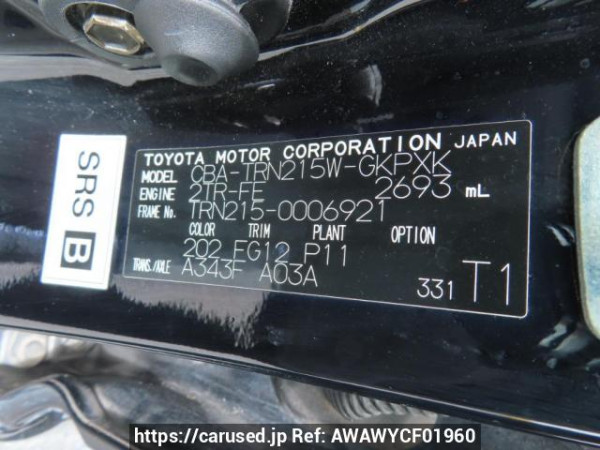 SRS B
TOYOTA MOTOR CORPORATION JAPAN
MODEL CBA-TRN215W-GKPXK
ENGINE 2TR-FE 2693 mL
FRAME No. TRN215-0006921
COLOR TRIM PLANT OPTION
202 FG12 P11
TRANS./AXLE A343F A03A
331 T1
https://carused.jp Ref: AWAWYCF01960